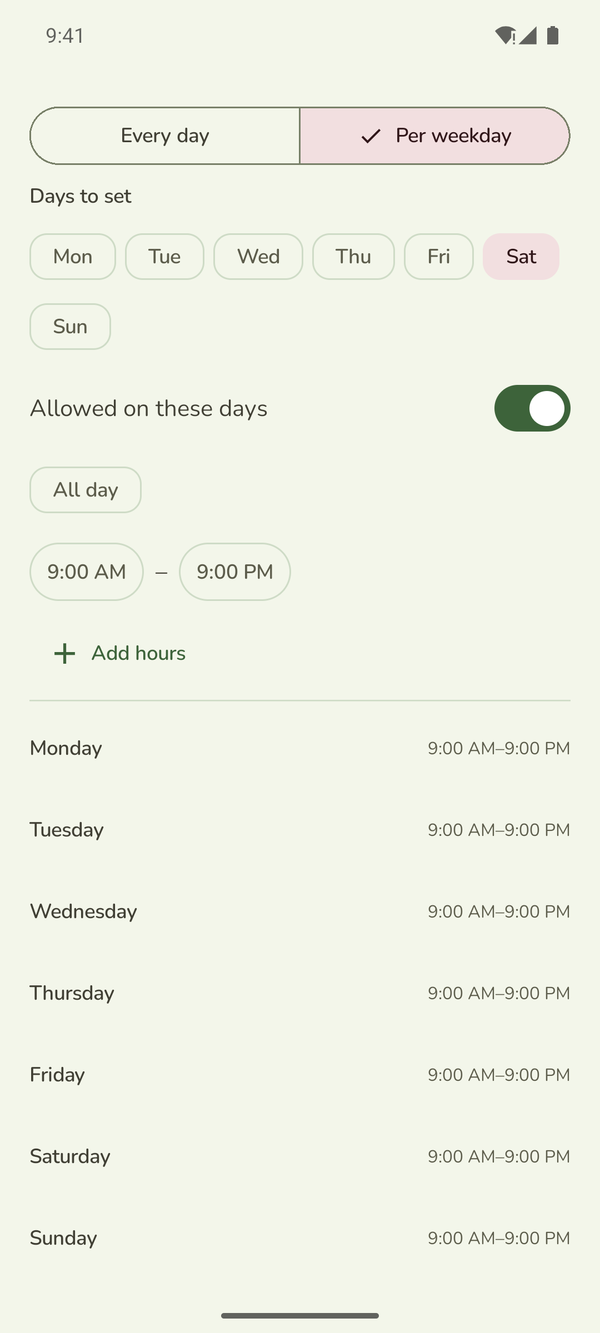 9:41
Every day
Per weekday
Days to set
Mon Tue Wed Thu Fri Sat
Sun
Allowed on these days
All day
9:00 AM – 9:00 PM
Add hours
Monday 9:00 AM–9:00 PM
Tuesday 9:00 AM–9:00 PM
Wednesday 9:00 AM–9:00 PM
Thursday 9:00 AM–9:00 PM
Friday 9:00 AM–9:00 PM
Saturday 9:00 AM–9:00 PM
Sunday 9:00 AM–9:00 PM